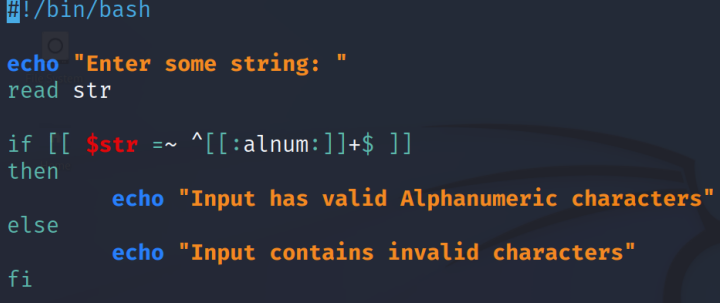 #!/bin/bash
echo "Enter some string: "
read str
if [[ $str =~ ^[[:alnum:]]+$ ]]
then
echo "Input has valid Alphanumeric characters"
else
echo "Input contains invalid characters"
fi